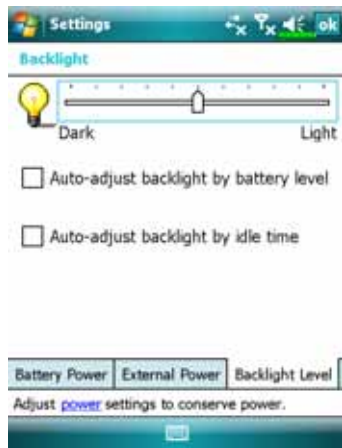 Settings ok
Backlight
Dark Light
Auto-adjust backlight by battery level
Auto-adjust backlight by idle time
Battery Power External Power Backlight Level
Adjust power settings to conserve power.